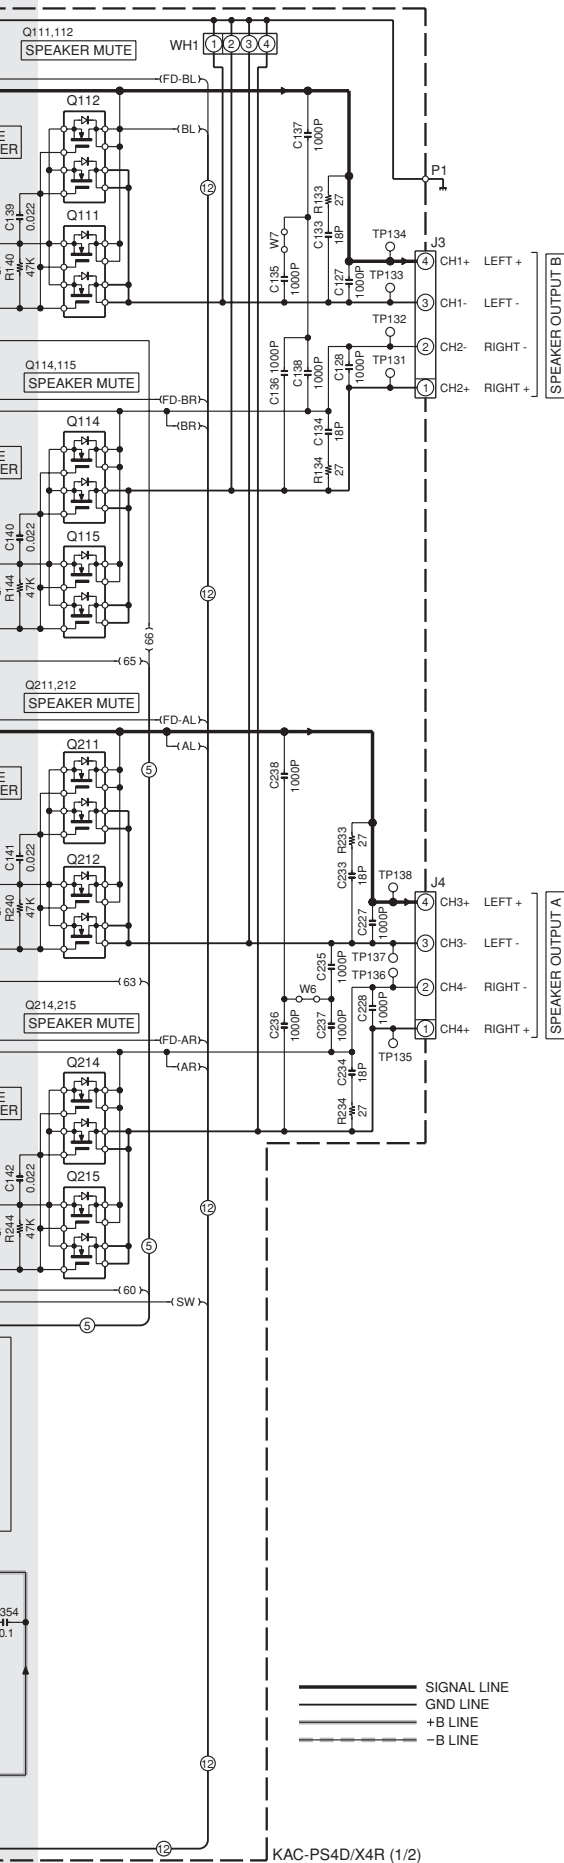 Q111,112
SPEAKER MUTE
WH1
1 2 3 4
FD-BL
Q112
BL
C137
1000P
P1
ER
12
C139
0.022
R133
27
C133
18P
Q111
W7
TP134
J3
R140
47K
C135
1000P
C127
1000P
TP133
4 CH1+ LEFT +
3 CH1- LEFT -
2 CH2- RIGHT -
1 CH2+ RIGHT +
SPEAKER OUTPUT B
TP132
TP131
Q114,115
SPEAKER MUTE
C136 1000P
C138
1000P
C128
1000P
FD-BR
BR
Q114
C134
18P
ER
R134
27
C140
0.022
Q115
R144
47K
12
66
65
Q211,212
SPEAKER MUTE
FD-AL
AL
Q211
5
C238
1000P
ER
C141
0.022
R233
27
C233
18P
Q212
TP138
J4
R240
47K
C227
1000P
4 CH3+ LEFT +
3 CH3- LEFT -
2 CH4- RIGHT -
1 CH4+ RIGHT +
SPEAKER OUTPUT A
TP137
TP136
C235
1000P
63
W6
Q214,215
SPEAKER MUTE
C236
1000P
C237
1000P
C228
1000P
TP135
FD-AR
AR
Q214
C234
18P
ER
R234
27
C142
0.022
Q215
R244
47K
12
5
60
SW
5
354
0.1
SIGNAL LINE
GND LINE
+B LINE
−B LINE
12
12
KAC-PS4D/X4R (1/2)